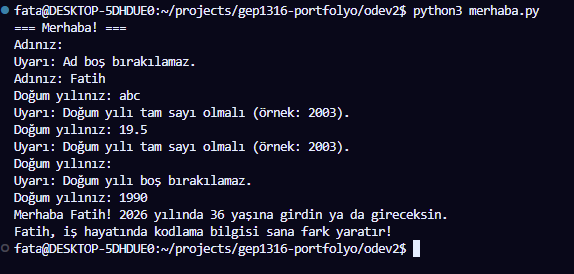 fata@DESKTOP-5DHDUE0:~/projects/gep1316-portfolyo/odev2$ python3 merhaba.py
=== Merhaba! ===
Adınız:
Uyarı: Ad boş bırakılamaz.
Adınız: Fatih
Doğum yılınız: abc
Uyarı: Doğum yılı tam sayı olmalı (örnek: 2003).
Doğum yılınız: 19.5
Uyarı: Doğum yılı tam sayı olmalı (örnek: 2003).
Doğum yılınız:
Uyarı: Doğum yılı boş bırakılamaz.
Doğum yılınız: 1990
Merhaba Fatih! 2026 yılında 36 yaşına girdin ya da gireceksin.
Fatih, iş hayatında kodlama bilgisi sana fark yaratır!
fata@DESKTOP-5DHDUE0:~/projects/gep1316-portfolyo/odev2$